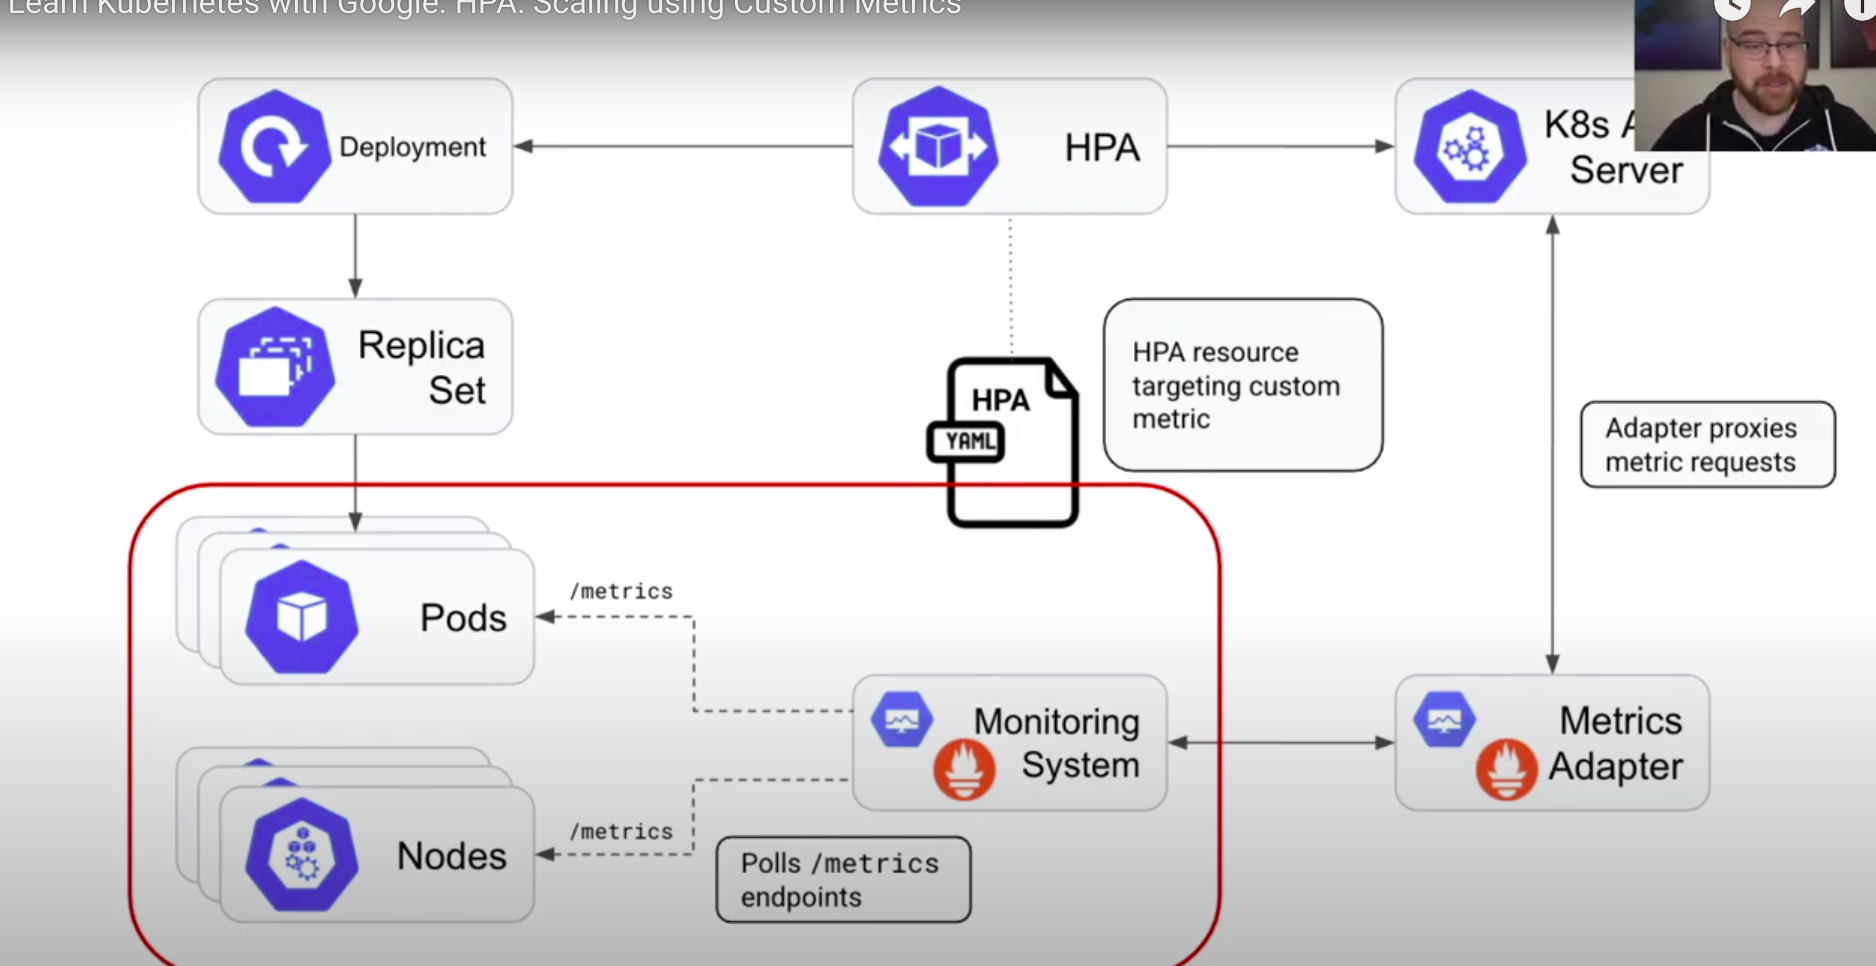 Learn Kubernetes with Google: HPA: Scaling using Custom Metrics
Deployment
HPA
K8s
Server
Replica
Set
HPA
YAML
HPA resource
targeting custom
metric
Adapter proxies
metric requests
Pods
/metrics
Monitoring
System
Metrics
Adapter
Nodes
/metrics
Polls /metrics
endpoints